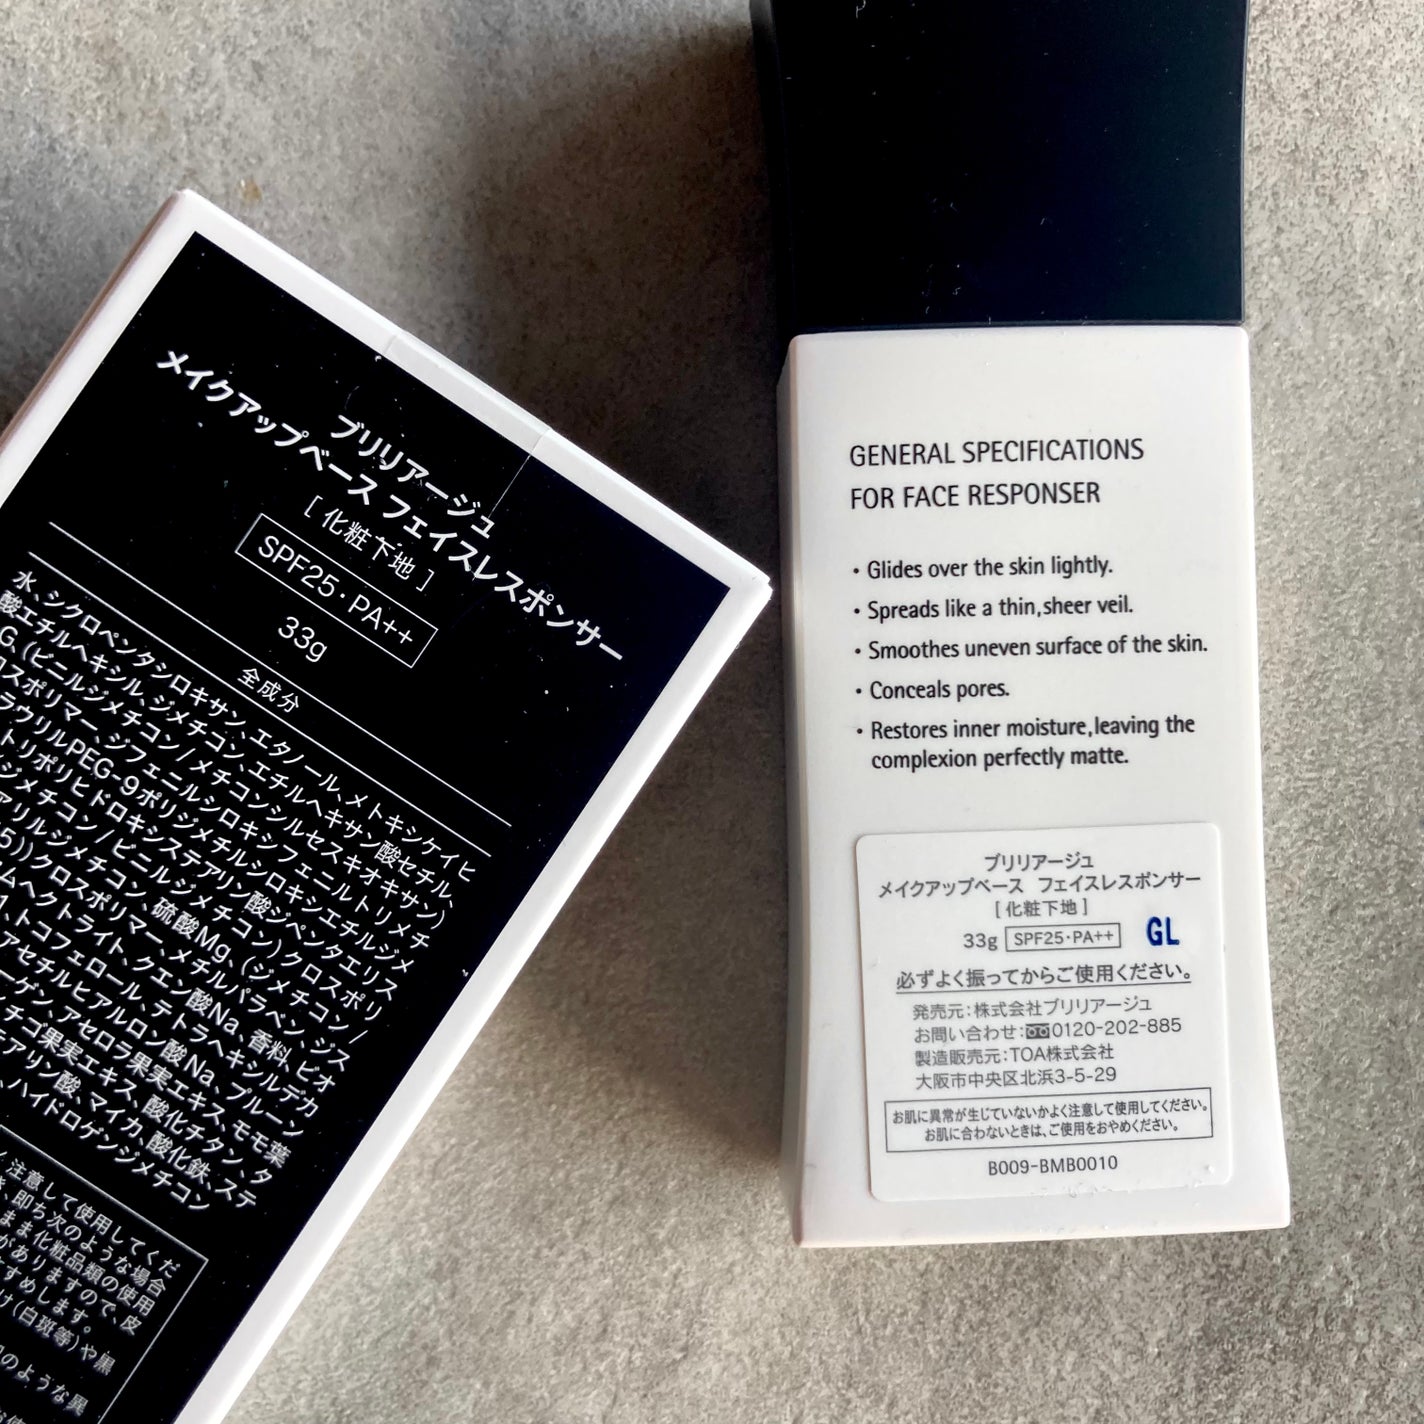 ブリリアージュ
メイクアップベース フェイスレスポンサー
[ 化粧下地 ]
SPF25・PA++
33g
全成分
水、シクロペンタシロキサン、エタノール、メトキシケイヒ
酸エチルヘキシル、ジメチコン、エチルヘキサン酸セチル、
G、(ビニルジメチコン/メチコンシルセスキオキサン)
ロスポリマー、ジフェニルシロキシフェニルトリメチ
ラウリルPEG-9ポリジメチルシロキシエチルジメ
トリポリヒドロキシステアリン酸ジペンタエリス
ジメチコン/ビニルジメチコン)クロスポリ
アリルジメチコン、硫酸Mg、(ジメチコン/
5))クロスポリマー、メチルパラベン、ジス
ムヘクトライト、クエン酸Na、香料、ビオ
1、トコフェロール、テトラヘキシルデカ
アセチルヒアルロン酸Na、プルーン
ーゲン、アセロラ果実エキス、モモ葉
チゴ果実エキス、酸化チタン、タ
テアリン酸、マイカ、酸化鉄、ステ
、ハイドロゲンジメチコン
注意して使用してくだ
、即ち次のような場合
まま化粧品類の使用
がありますので、皮
すめします。
け(白斑等)や黒
のような異
GENERAL SPECIFICATIONS
FOR FACE RESPONSER
・Glides over the skin lightly.
・Spreads like a thin,sheer veil.
・Smoothes uneven surface of the skin.
・Conceals pores.
・Restores inner moisture,leaving the
complexion perfectly matte.
ブリリアージュ
メイクアップベース フェイスレスポンサー
[ 化粧下地 ]
33g SPF25・PA++ GL
必ずよく振ってからご使用ください。
発売元：株式会社ブリリアージュ
お問い合わせ：0120-202-885
製造販売元：TOA株式会社
大阪市中央区北浜3-5-29
お肌に異常が生じていないかよく注意して使用してください。
お肌に合わないときは、ご使用をおやめください。
B009-BMB0010